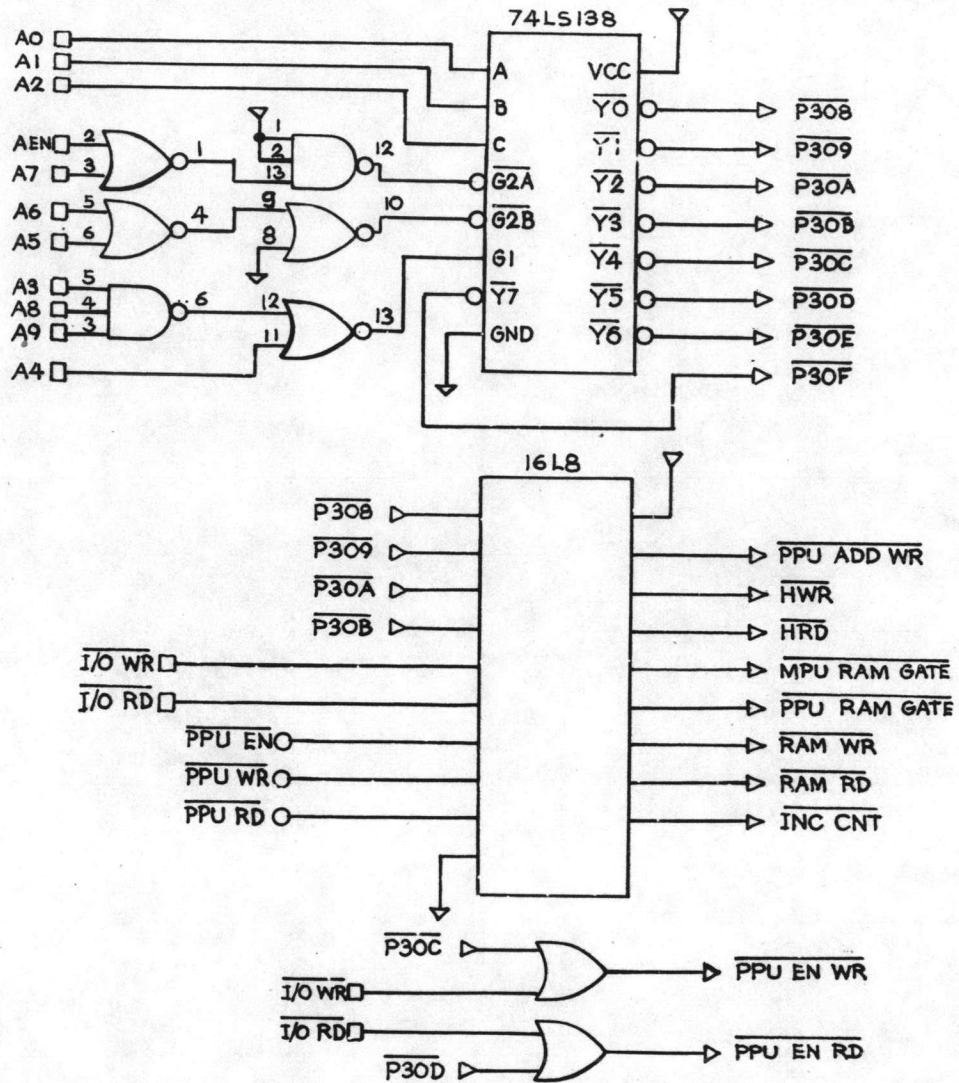 74LS138
A0
A1
A2
AEN
A7
A6
A5
A3
A8
A9
A4
2
3
1
5
6
4
5
4
3
6
1
2
13
12
9
8
10
12
11
13
A
B
C
G2A
G2B
G1
Y7
GND
VCC
Y0
Y1
Y2
Y3
Y4
Y5
Y6
P308
P309
P30A
P30B
P30C
P30D
P30E
P30F
16L8
P308
P309
P30A
P30B
I/O WR
I/O RD
PPU EN
PPU WR
PPU RD
PPU ADD WR
HWR
HRD
MPU RAM GATE
PPU RAM GATE
RAM WR
RAM RD
INC CNT
P30C
I/O WR
PPU EN WR
I/O RD
P30D
PPU EN RD